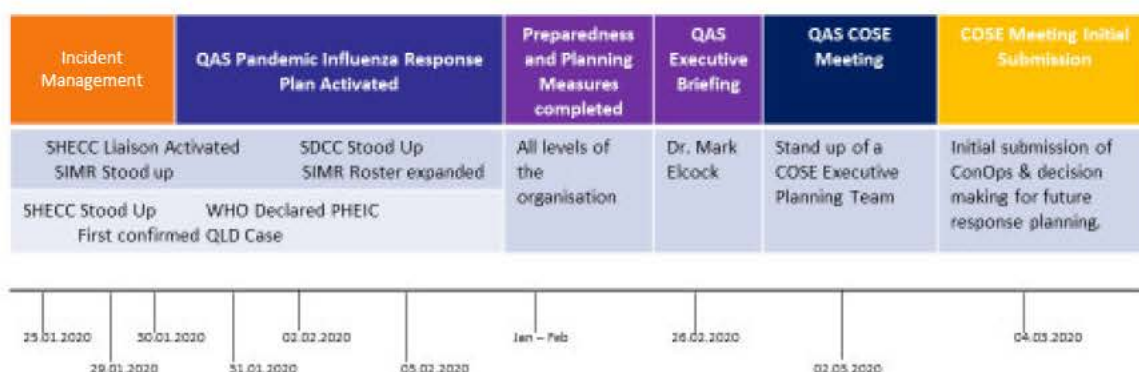 Incident
Management
QAS Pandemic Influenza Response
Plan Activated
Preparedness
and Planning
Measures
completed
QAS
Executive
Briefing
QAS COSE
Meeting
COSE Meeting Initial
Submission
SHECC Liaison Activated
SDCC Stood Up
SIMR Stood up
SIMR Roster expanded
SHECC Stood Up
WHO Declared PHEIC
First confirmed QLD Case
All levels of
the
organisation
Dr. Mark
Elcock
Stand up of a
COSE Executive
Planning Team
Initial submission of
ConOps & decision
making for future
response planning.
25.01.2020
30.01.2020
02.02.2020
Jan – Feb
26.02.2020
04.03.2020
29.01.2020
31.01.2020
05.02.2020
02.03.2020